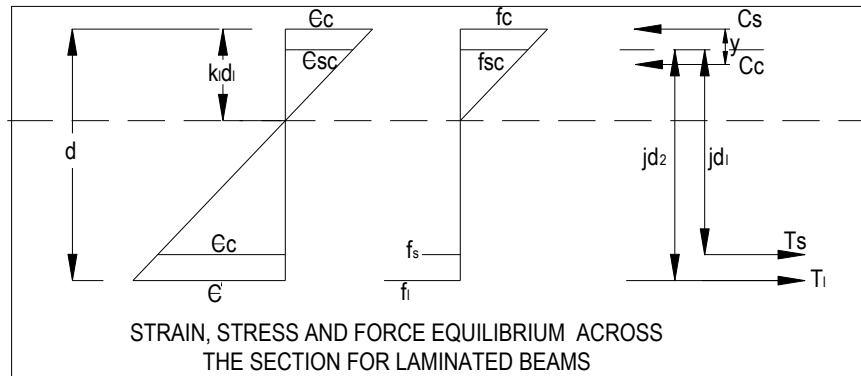 Єc
fc
Cs
y
Єsc
fsc
Cc
k₁d₁
d
jd₂
jd₁
Єc
fs
Ts
Є'
f₁
T₁
STRAIN, STRESS AND FORCE EQUILIBRIUM ACROSS
THE SECTION FOR LAMINATED BEAMS